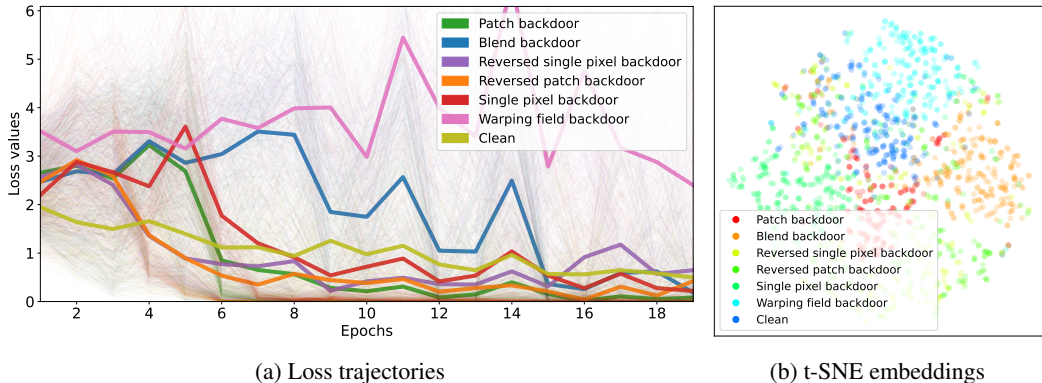 6
5
4
3
2
1
0
Loss values
2
4
6
8
10
12
14
16
18
Epochs
Patch backdoor
Blend backdoor
Reversed single pixel backdoor
Reversed patch backdoor
Single pixel backdoor
Warping field backdoor
Clean
(a) Loss trajectories
Patch backdoor
Blend backdoor
Reversed single pixel backdoor
Reversed patch backdoor
Single pixel backdoor
Warping field backdoor
Clean
(b) t-SNE embeddings